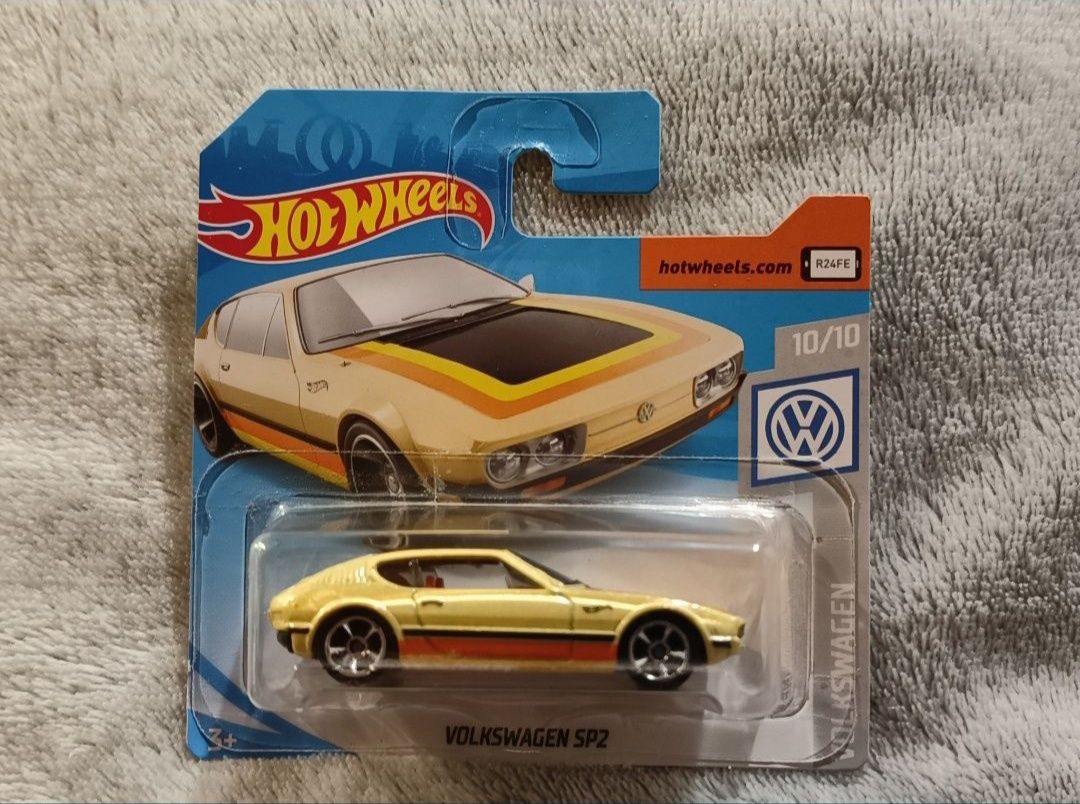 HOT WHEELS
hotwheels.com
R24FE
10/10
VOLKSWAGEN
3+
VOLKSWAGEN SP2